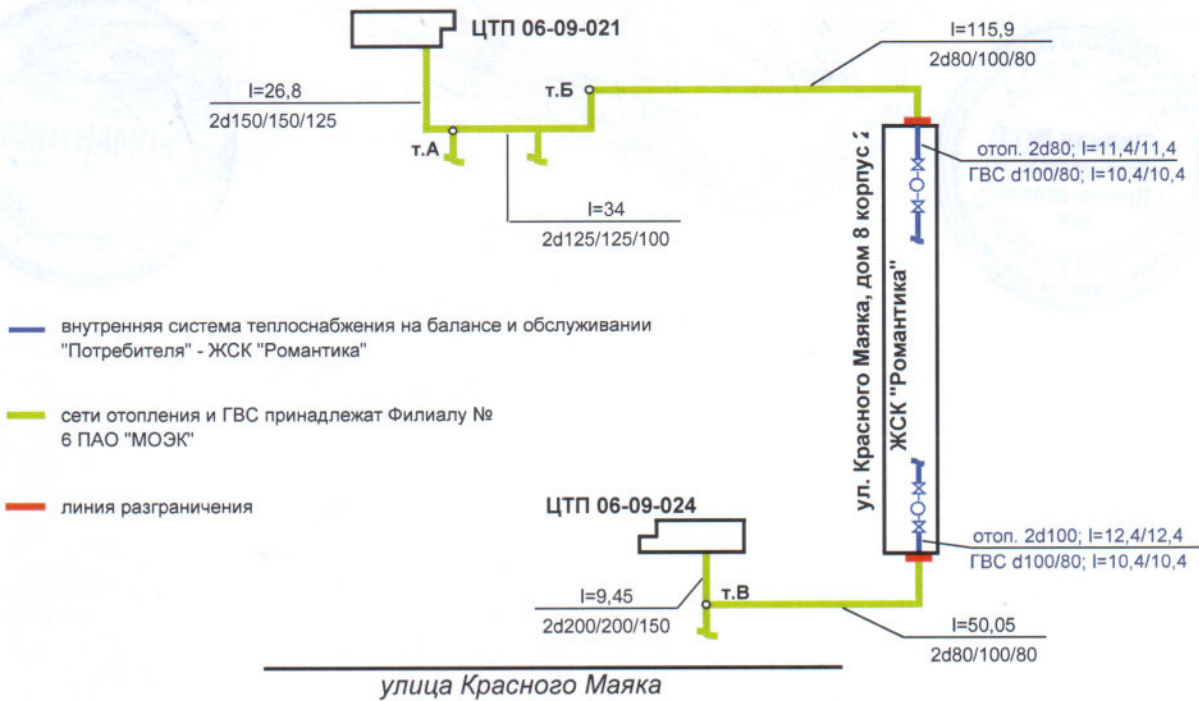 ЦТП 06-09-021
l=115,9
2d80/100/80
l=26,8
2d150/150/125
т.Б
т.А
l=34
2d125/125/100
отоп. 2d80; l=11,4/11,4
ГВС d100/80; l=10,4/10,4
ул. Красного Маяка, дом 8 корпус 2
ЖСК "Романтика"
внутренняя система теплоснабжения на балансе и обслуживании
"Потребителя" - ЖСК "Романтика"
сети отопления и ГВС принадлежат Филиалу №
6 ПАО "МОЭК"
линия разграничения
ЦТП 06-09-024
l=9,45
2d200/200/150
т.В
отоп. 2d100; l=12,4/12,4
ГВС d100/80; l=10,4/10,4
l=50,05
2d80/100/80
улица Красного Маяка